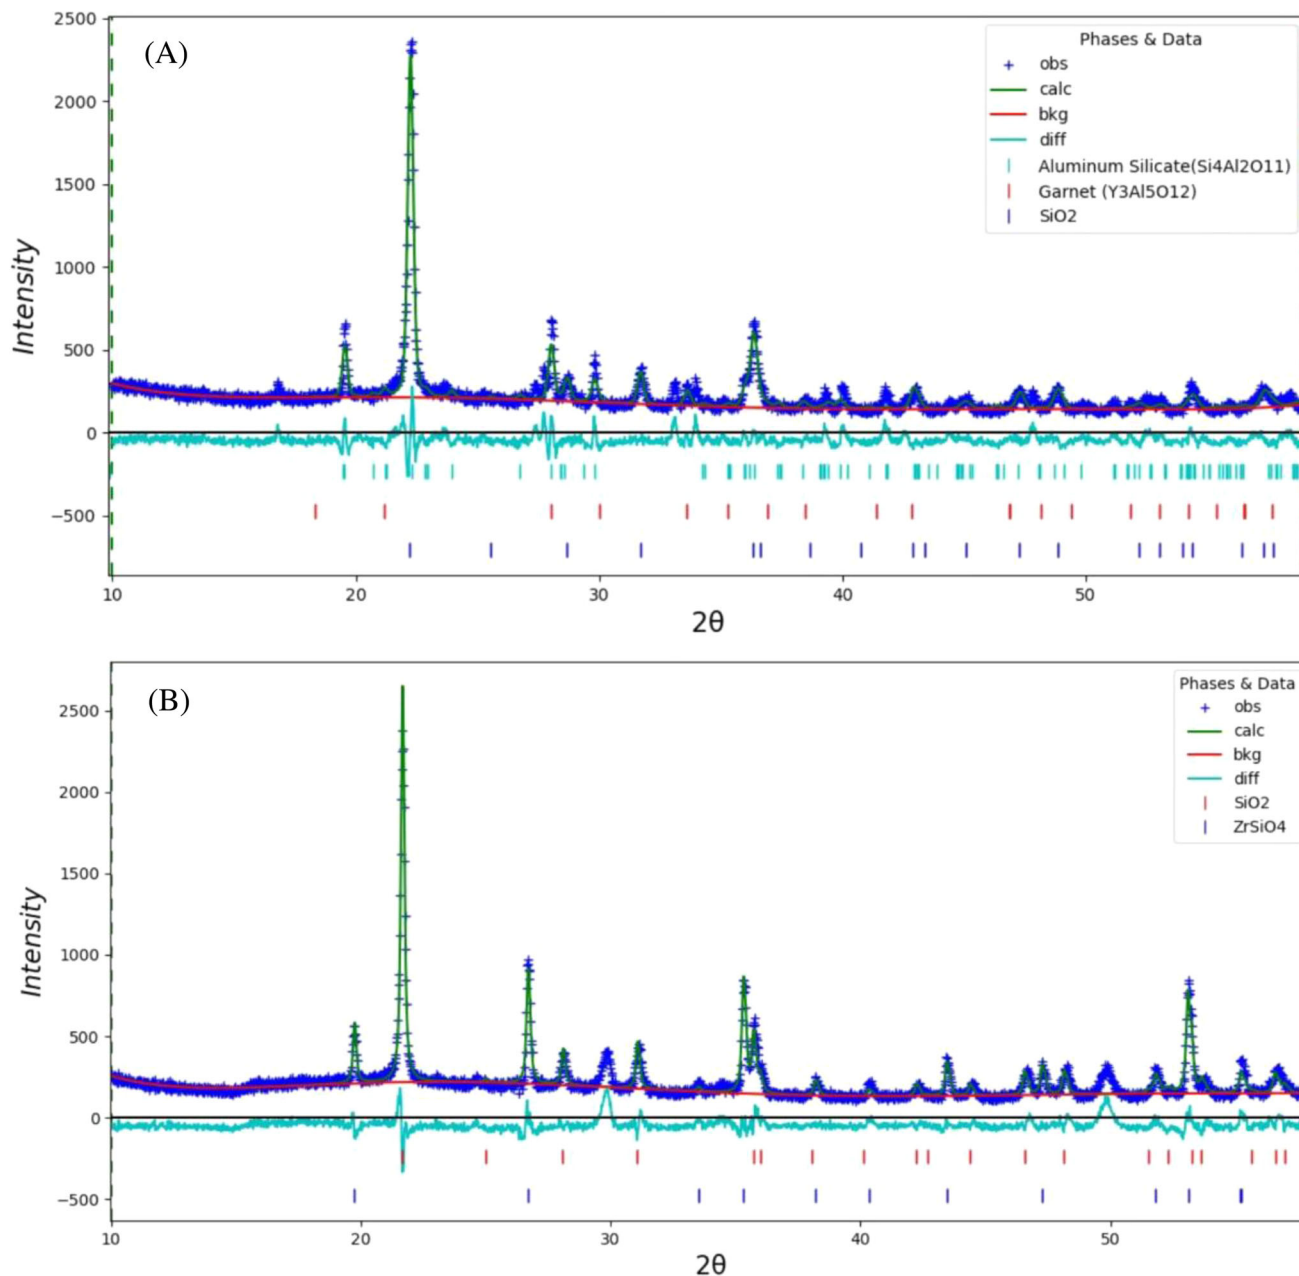 (A)
Phases & Data
obs
calc
bkg
diff
Aluminum Silicate(Si4Al2O11)
Garnet (Y3Al5O12)
SiO2
2500
2000
1500
1000
500
0
−500
Intensity
10 20 30 40 50
2θ
(B)
Phases & Data
obs
calc
bkg
diff
SiO2
ZrSiO4
2500
2000
1500
1000
500
0
−500
Intensity
10 20 30 40 50
2θ